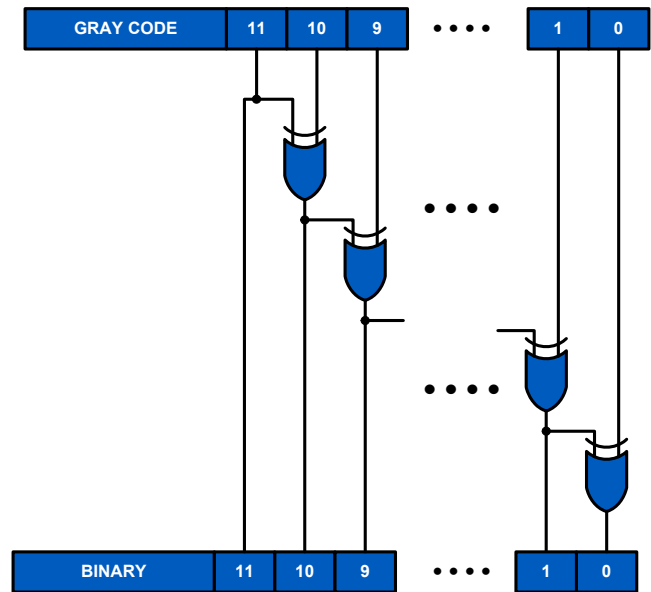 GRAY CODE 11 10 9 •••• 1 0
BINARY 11 10 9 •••• 1 0